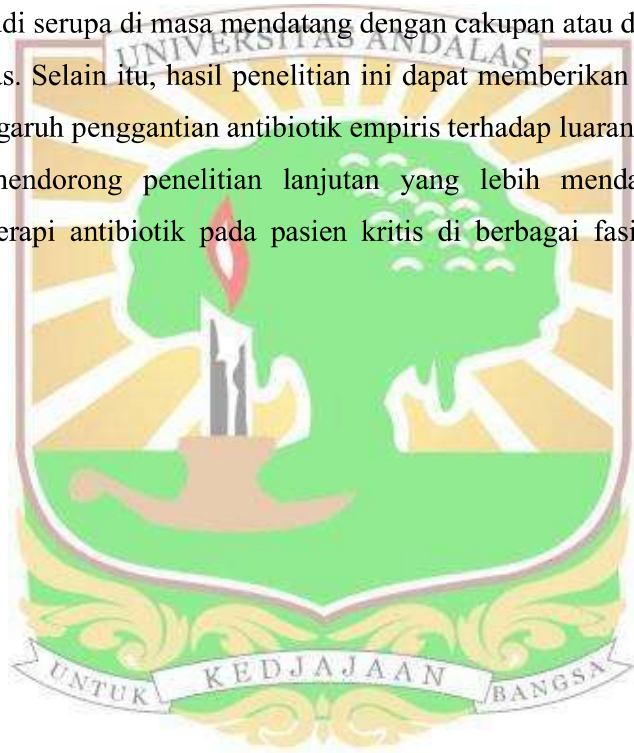 di serupa di masa mendatang dengan cakupan atau d
UNIVERSITAS ANDALAS
as. Selain itu, hasil penelitian ini dapat memberikan
garuh penggantian antibiotik empiris terhadap luaran
mendorong penelitian lanjutan yang lebih menda
erapi antibiotik pada pasien kritis di berbagai fasi
UNTUK KEDJAJAAN BANGSA